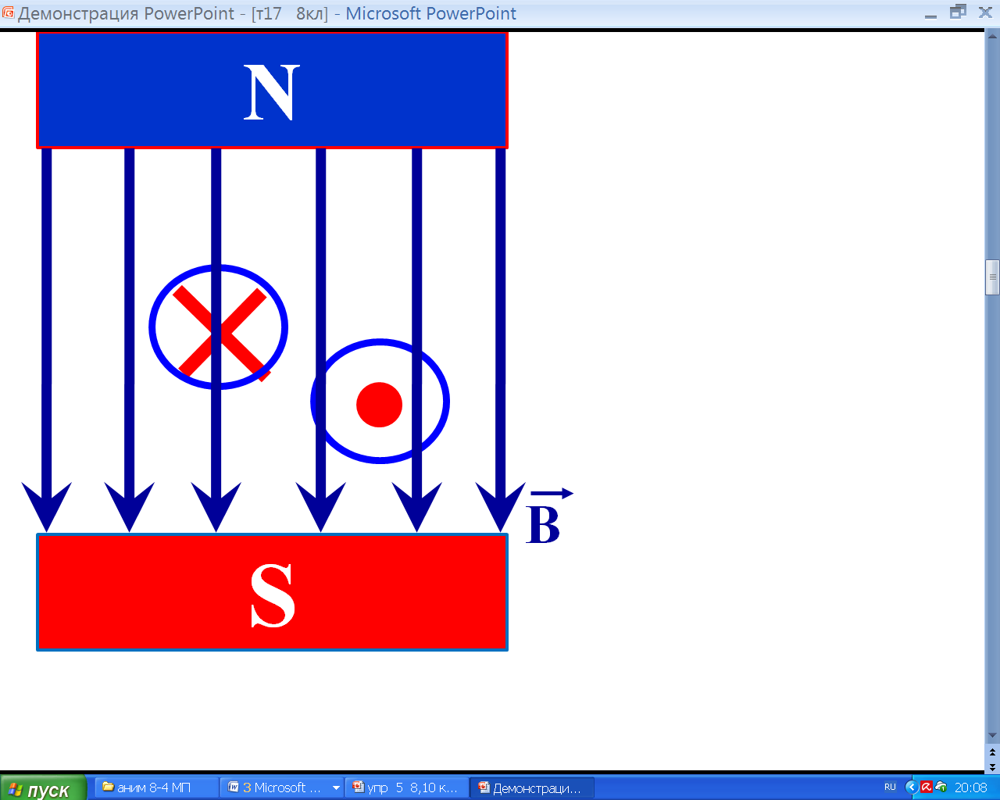 Демонстрация PowerPoint - [т17 8кл] - Microsoft PowerPoint
N
B
S
пуск
аним 8-4 МП
3 Microsoft ...
упр 5 8,10 к...
Демонстраци...
RU
20:08